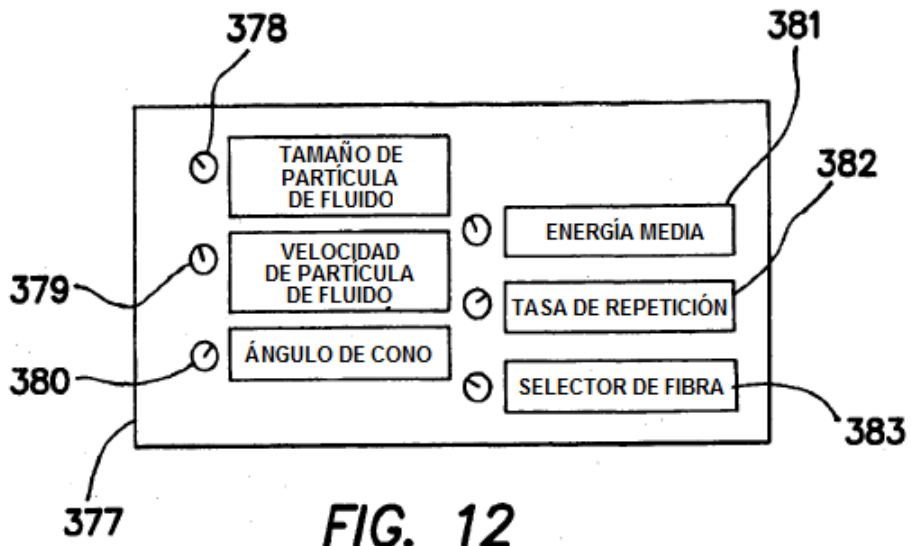 378
381
TAMAÑO DE
PARTÍCULA
DE FLUIDO
382
ENERGÍA MEDIA
VELOCIDAD
DE PARTÍCULA
DE FLUIDO
379
TASA DE REPETICIÓN
ÁNGULO DE CONO
380
SELECTOR DE FIBRA
383
377
FIG. 12